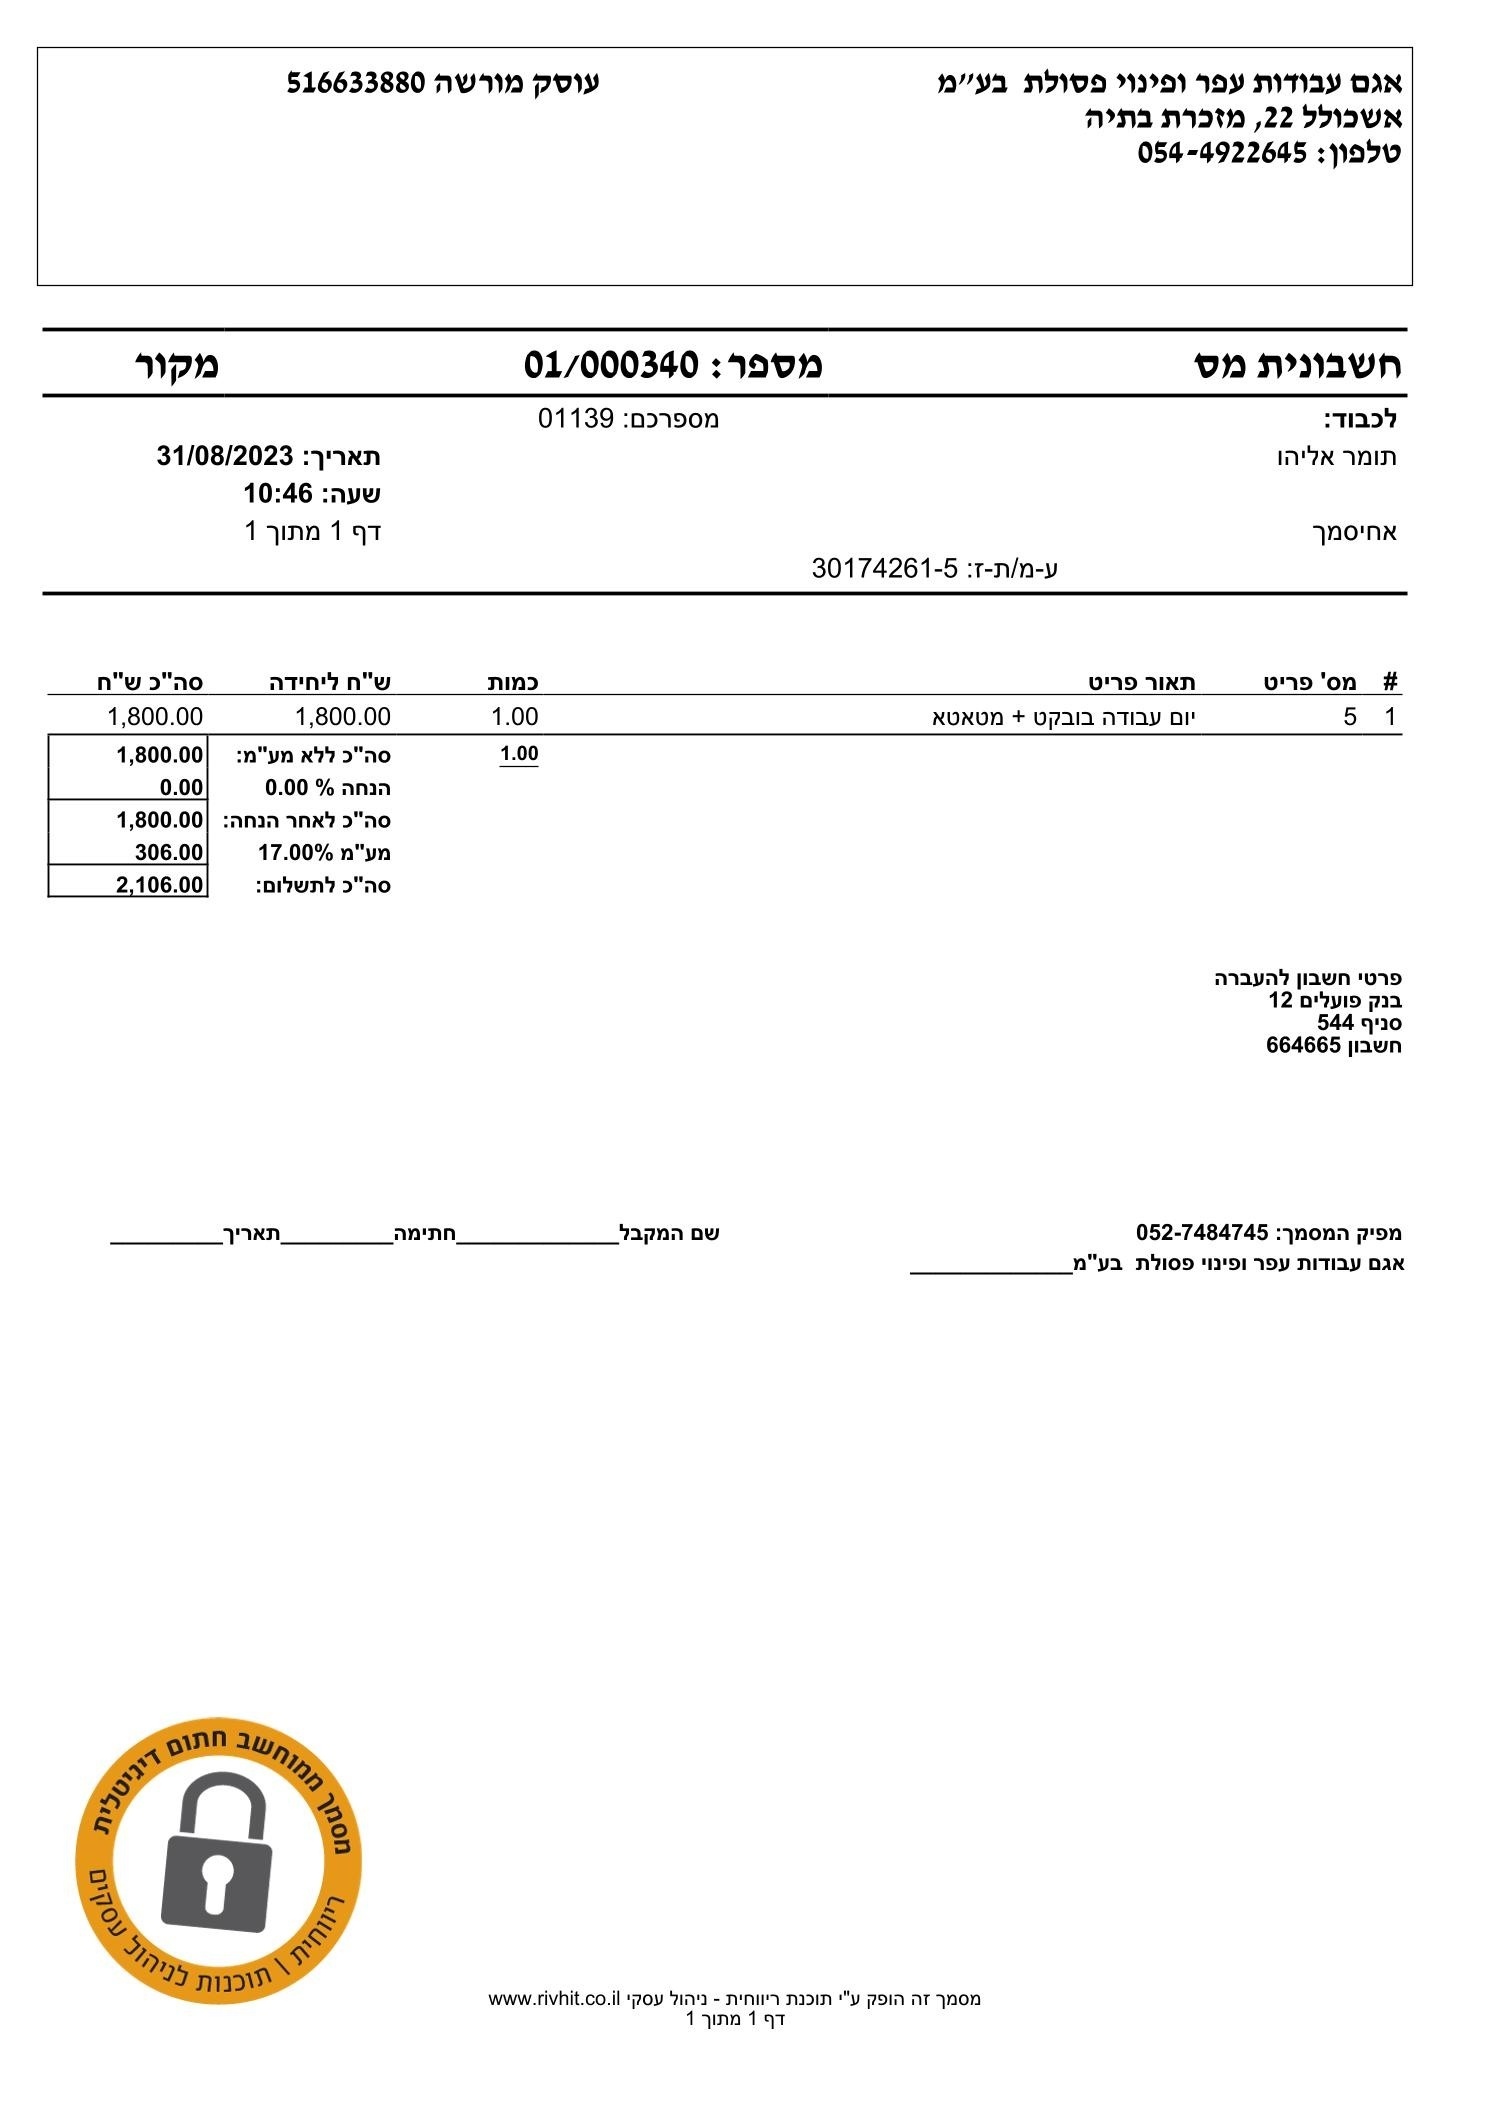 אגם עבודות עפר ופינוי פסולת בע"מ עוסק מורשה 516633880
אשכולל 22, מזכרת בתיה
טלפון: 054-4922645
חשבונית מס מספר: 01/000340 מקור
לכבוד: מספרכם: 01139
תומר אליהו תאריך: 31/08/2023
שעה: 10:46
אחיסמך דף 1 מתוך 1
ע-מ/ת-ז: 30174261-5
# מס' פריט תאור פריט כמות ש"ח ליחידה סה"כ ש"ח
1 5 יום עבודה בובקט + מטאטא 1.00 1,800.00 1,800.00
1.00 סה"כ ללא מע"מ: 1,800.00
הנחה % 0.00 0.00
סה"כ לאחר הנחה: 1,800.00
מע"מ 17.00% 306.00
סה"כ לתשלום: 2,106.00
פרטי חשבון להעברה
בנק פועלים 12
סניף 544
חשבון 664665
מפיק המסמך: 052-7484745 שם המקבל_____________חתימה_________תאריך_________
אגם עבודות עפר ופינוי פסולת בע"מ_____________
מסמך ממוחשב חתום דיגיטלית
ריווחית | תוכנות לניהול עסקים
מסמך זה הופק ע"י תוכנת ריווחית - ניהול עסקי www.rivhit.co.il
דף 1 מתוך 1